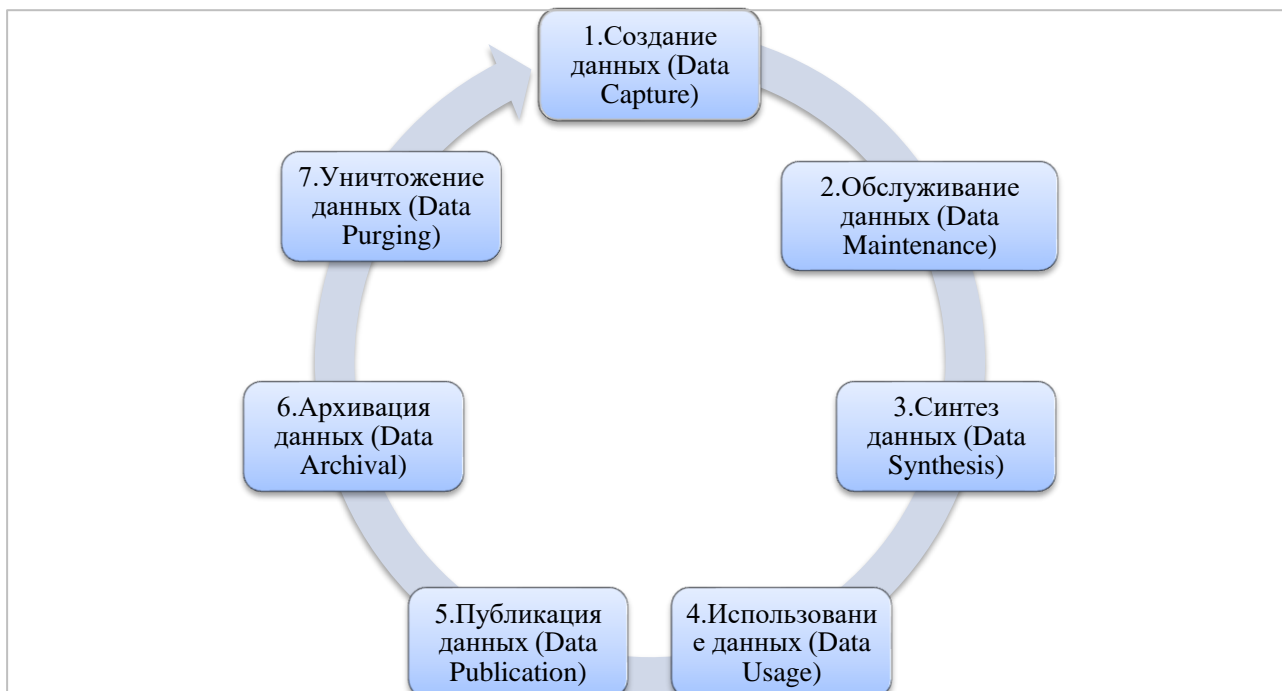 1.Создание
данных (Data
Capture)
2.Обслуживание
данных (Data
Maintenance)
3.Синтез
данных (Data
Synthesis)
4.Использовани
е данных (Data
Usage)
5.Публикация
данных (Data
Publication)
6.Архивация
данных (Data
Archival)
7.Уничтожение
данных (Data
Purging)